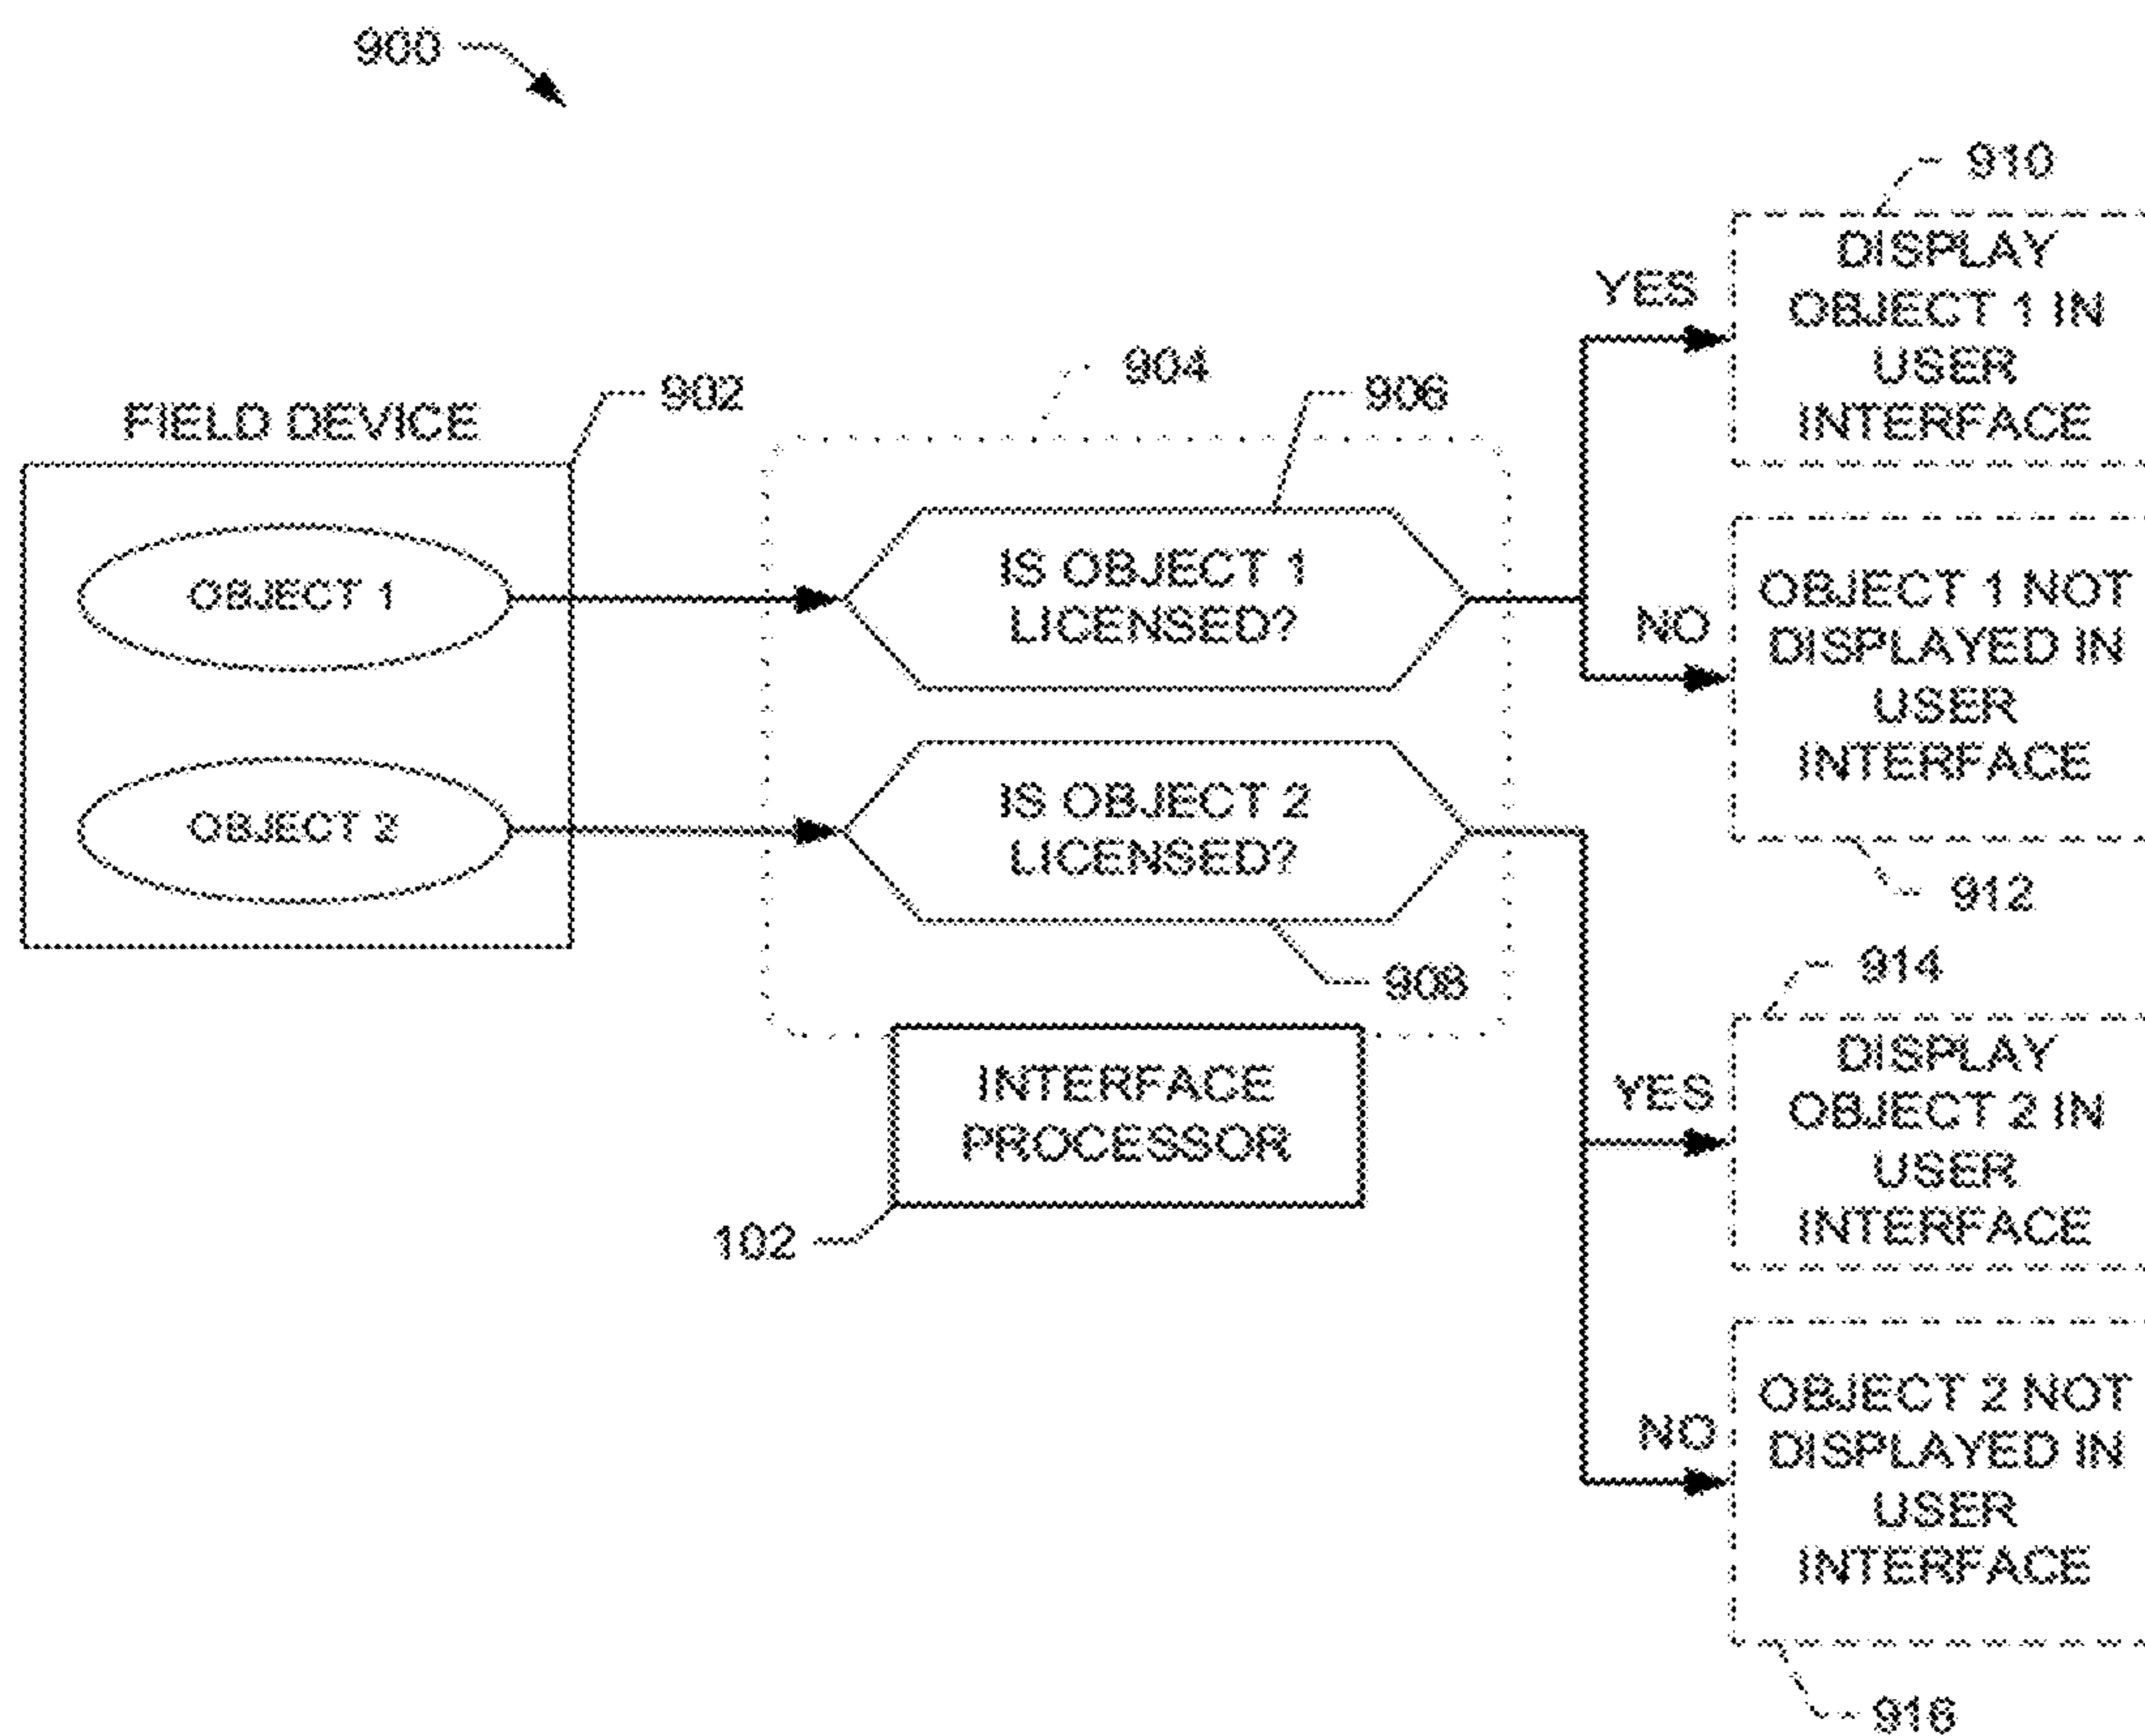 900
910
DISPLAY
OBJECT 1 IN
USER
INTERFACE
YES
904
902
906
FIELD DEVICE
OBJECT 1
IS OBJECT 1
LICENSED?
NO
OBJECT 1 NOT
DISPLAYED IN
USER
INTERFACE
OBJECT 2
IS OBJECT 2
LICENSED?
912
908
914
DISPLAY
OBJECT 2 IN
USER
INTERFACE
YES
INTERFACE
PROCESSOR
102
NO
OBJECT 2 NOT
DISPLAYED IN
USER
INTERFACE
916